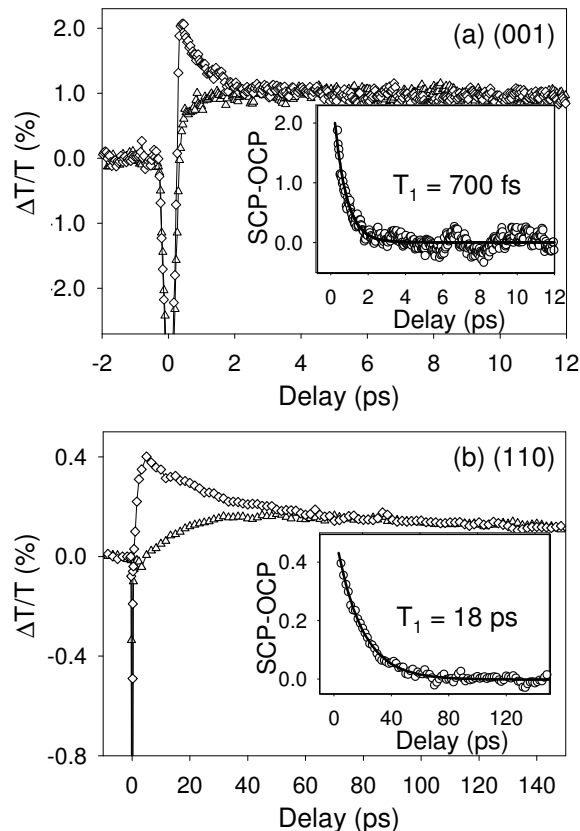 (a) (001)
ΔT/T (%)
2.0
1.0
0.0
1.0
2.0
SCP-OCP
2.0
1.0
0.0
T1 = 700 fs
0 2 4 6 8 10 12
Delay (ps)
-2 0 2 4 6 8 10 12
Delay (ps)
(b) (110)
ΔT/T (%)
0.4
0.0
-0.4
-0.8
SCP-OCP
0.4
0.2
0.0
T1 = 18 ps
0 40 80 120
Delay (ps)
0 20 40 60 80 100 120 140
Delay (ps)